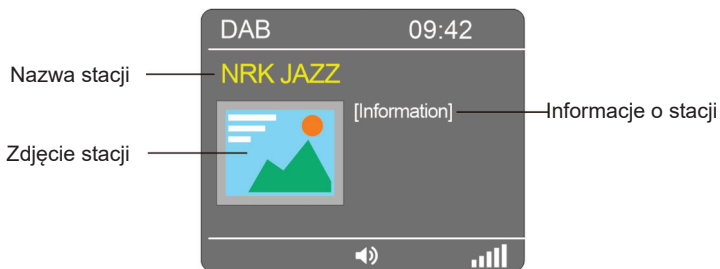 DAB 09:42
Nazwa stacji
NRK JAZZ
[Information]
Informacje o stacji
Zdjęcie stacji